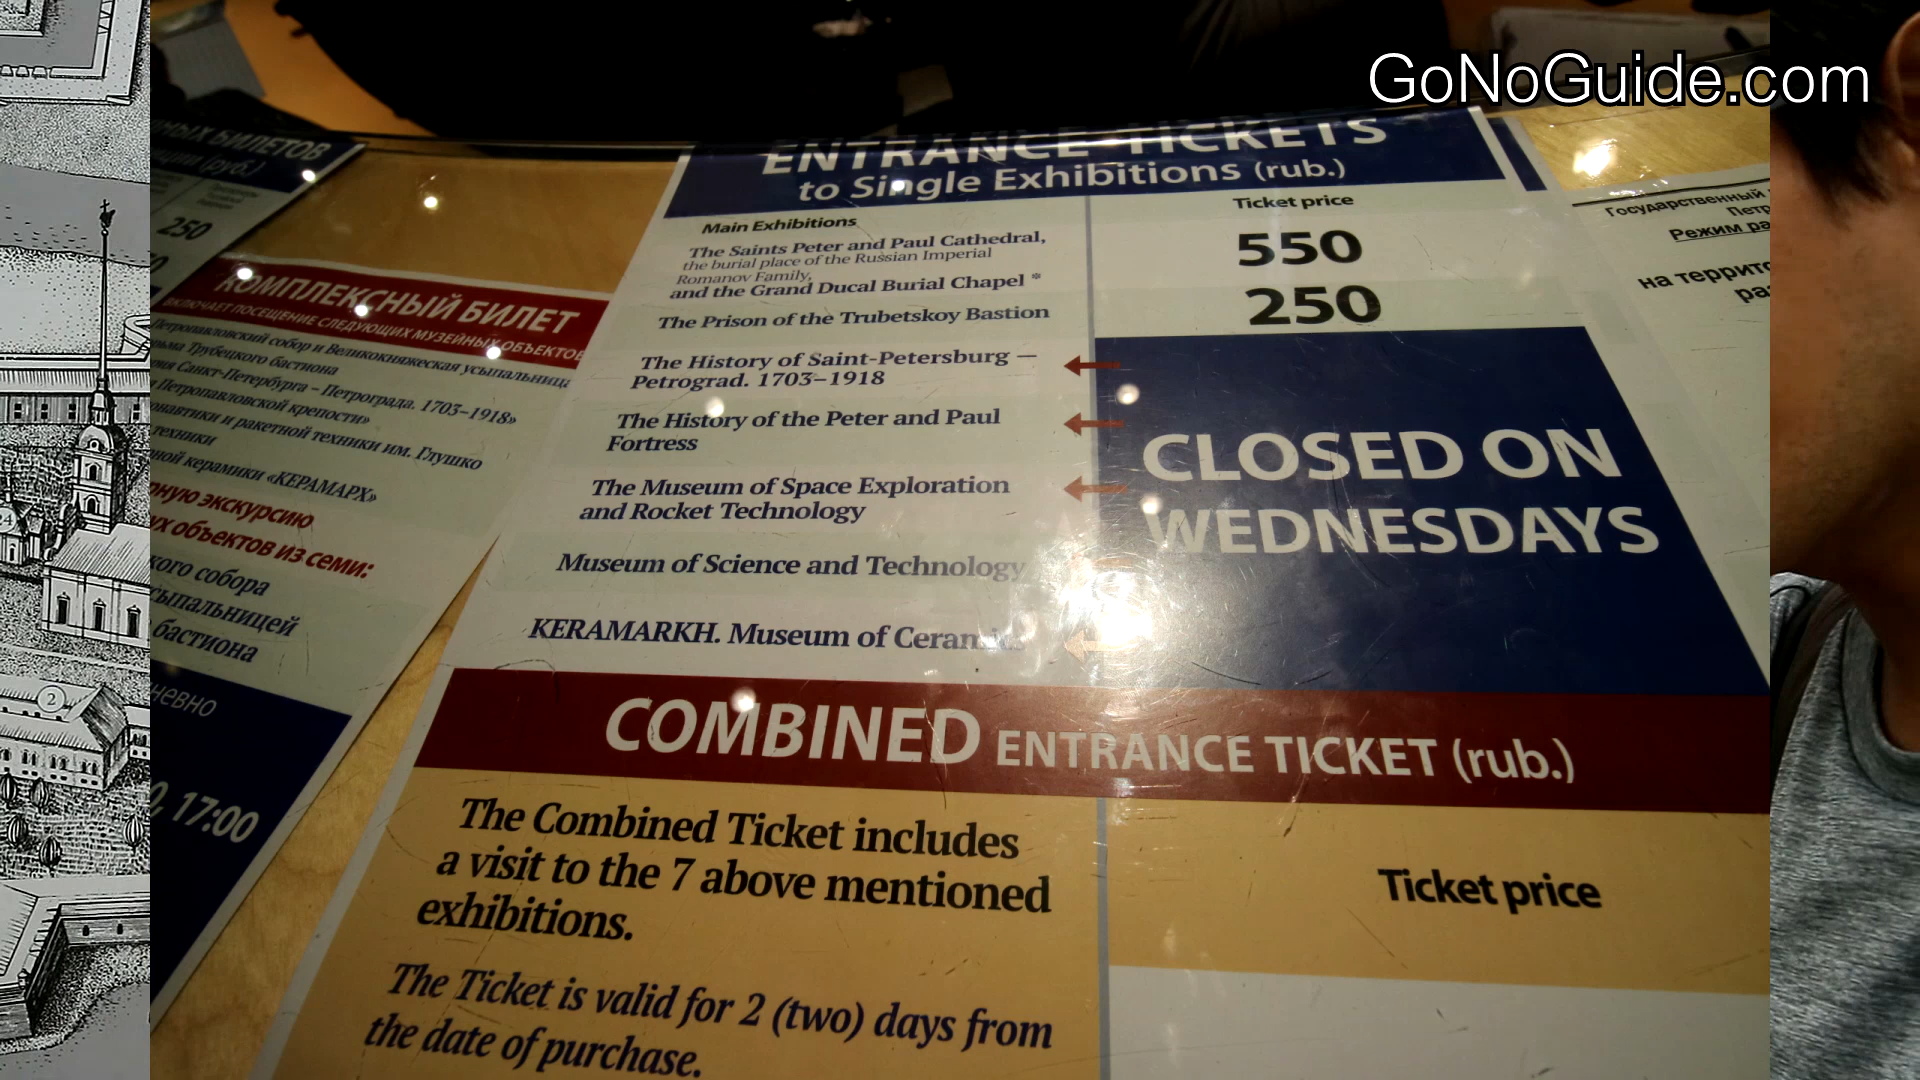 GoNoGuide.com
ENTRANCE TICKETS
to Single Exhibitions (rub.)
Main Exhibitions
Ticket price
The Saints Peter and Paul Cathedral,
the burial place of the Russian Imperial
Romanov Family,
and the Grand Ducal Burial Chapel *
550
The Prison of the Trubetskoy Bastion
250
The History of Saint-Petersburg —
Petrograd. 1703–1918
The History of the Peter and Paul
Fortress
The Museum of Space Exploration
and Rocket Technology
Museum of Science and Technology
KERAMARKH. Museum of
CLOSED ON
WEDNESDAYS
COMBINED ENTRANCE TICKET (rub.)
The Combined Ticket includes
a visit to the 7 above mentioned
exhibitions.
Ticket price
The Ticket is valid for 2 (two) days from
the date of purchase.
БИЛЕТОВ
(руб.)
250
КОМПЛЕКСНЫЙ БИЛЕТ
ВКЛЮЧАЕТ ПОСЕЩЕНИЕ СЛЕДУЮЩИХ МУЗЕЙНЫХ ОБЪЕКТОВ
Петропавловский собор и Великокняжеская усыпальница
Трубецкого бастиона
Санкт-Петербурга – Петрограда. 1703–1918»
Петропавловской крепости»
и ракетной техники им. Глушко
техники
керамики «КЕРАМАРХ»
экскурсию
объектов из семи:
собора
усыпальницей
бастиона
17:00
Государственный
Режим
на
24
2